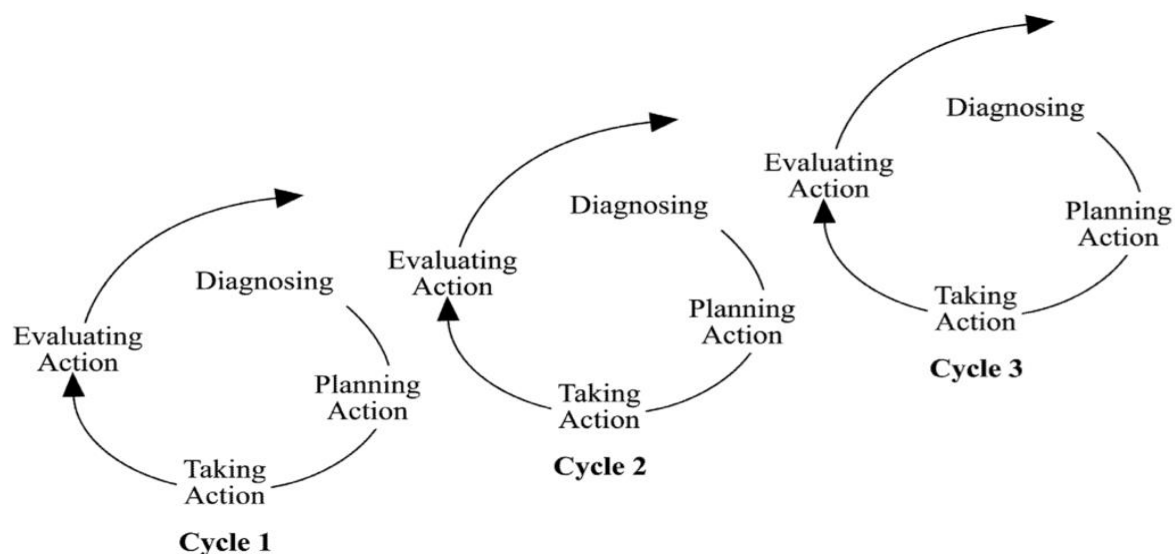 Diagnosing
Evaluating
Action
Planning
Action
Taking
Action
Cycle 1
Diagnosing
Evaluating
Action
Planning
Action
Taking
Action
Cycle 2
Diagnosing
Evaluating
Action
Planning
Action
Taking
Action
Cycle 3